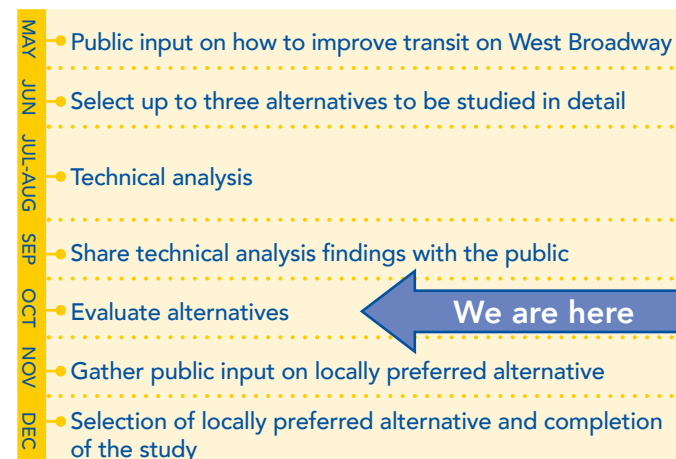 MAY
Public input on how to improve transit on West Broadway
JUN
Select up to three alternatives to be studied in detail
JUL-AUG
Technical analysis
SEP
Share technical analysis findings with the public
OCT
Evaluate alternatives
We are here
NOV
Gather public input on locally preferred alternative
DEC
Selection of locally preferred alternative and completion
of the study